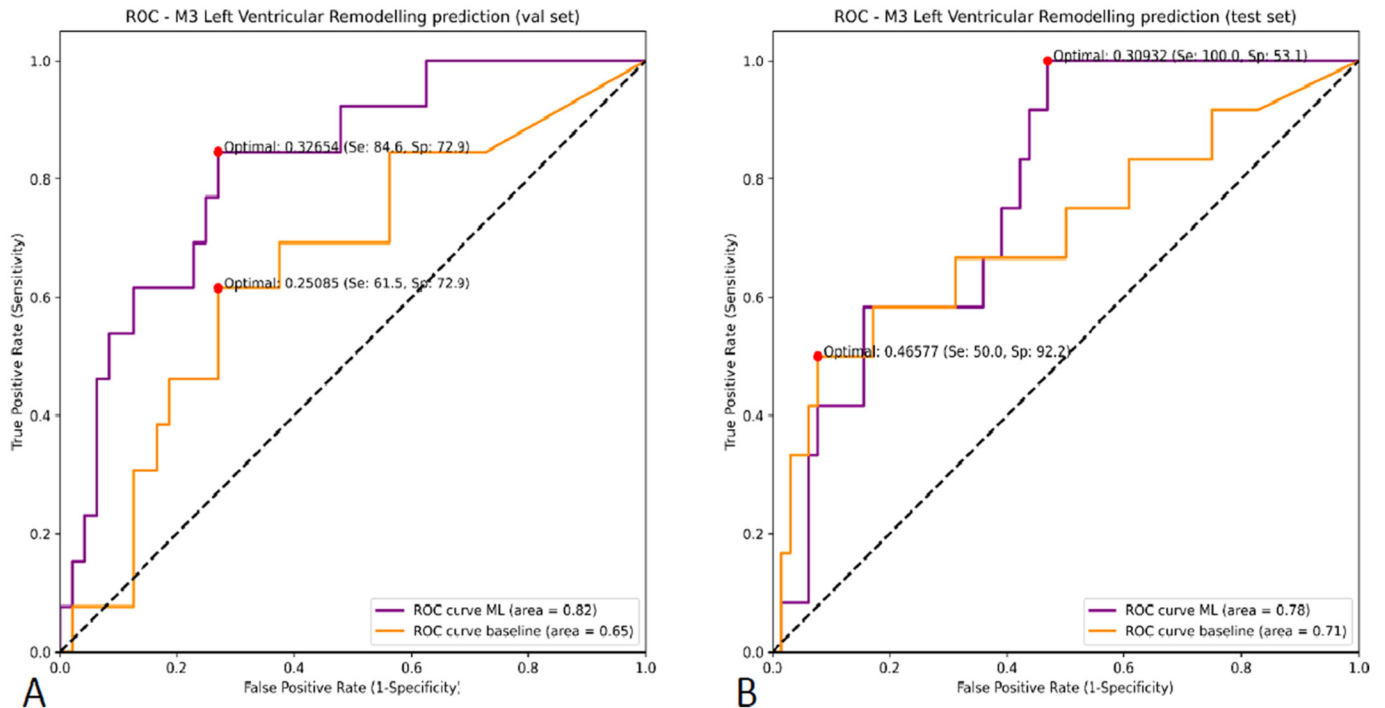 ROC - M3 Left Ventricular Remodelling prediction (val set)
1.0
0.8
0.6
0.4
0.2
0.0
True Positive Rate (Sensitivity)
Optimal: 0.32654 (Se: 84.6, Sp: 72.9)
Optimal: 0.25085 (Se: 61.5, Sp: 72.9)
ROC curve ML (area = 0.82)
ROC curve baseline (area = 0.65)
0.0 0.2 0.4 0.6 0.8 1.0
False Positive Rate (1-Specificity)
A
ROC - M3 Left Ventricular Remodelling prediction (test set)
1.0
0.8
0.6
0.4
0.2
0.0
True Positive Rate (Sensitivity)
Optimal: 0.30932 (Se: 100.0, Sp: 53.1)
Optimal: 0.46577 (Se: 50.0, Sp: 92.2)
ROC curve ML (area = 0.78)
ROC curve baseline (area = 0.71)
0.0 0.2 0.4 0.6 0.8 1.0
False Positive Rate (1-Specificity)
B